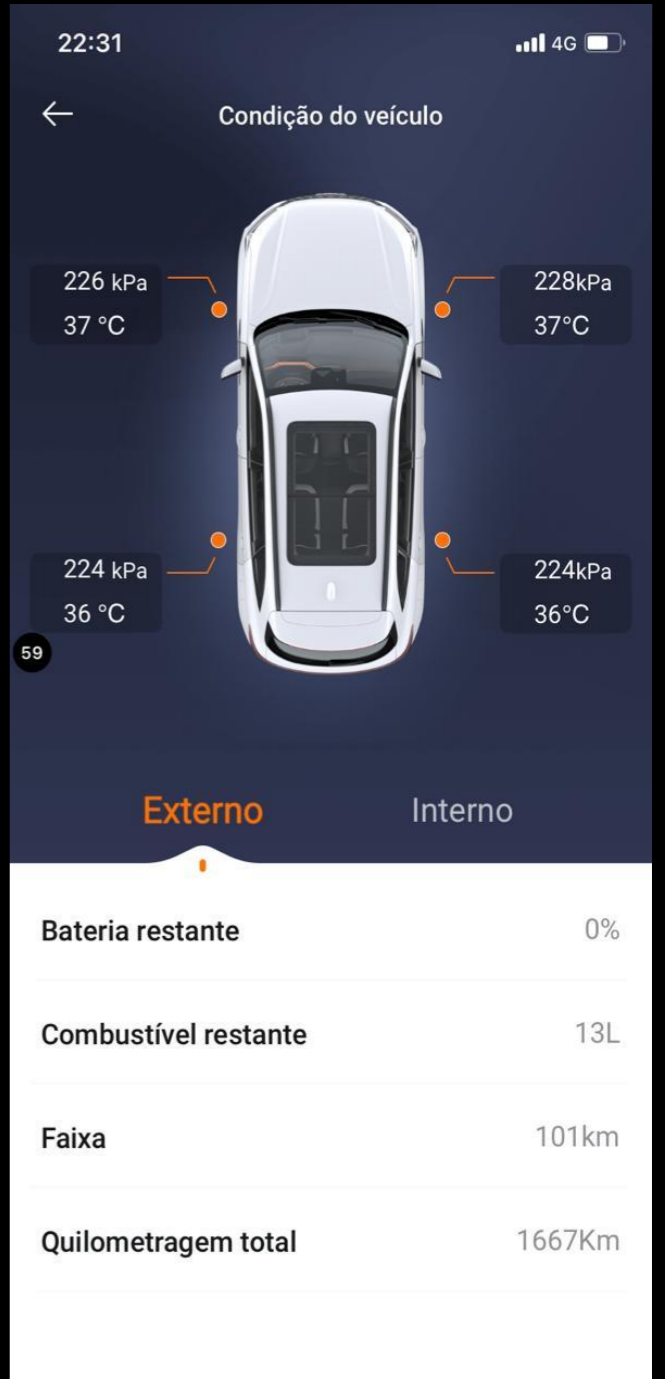 22:31 4G
Condição do veículo
226 kPa 228kPa
37 °C 37°C
224 kPa 224kPa
36 °C 36°C
59
Externo Interno
Bateria restante 0%
Combustível restante 13L
Faixa 101km
Quilometragem total 1667Km